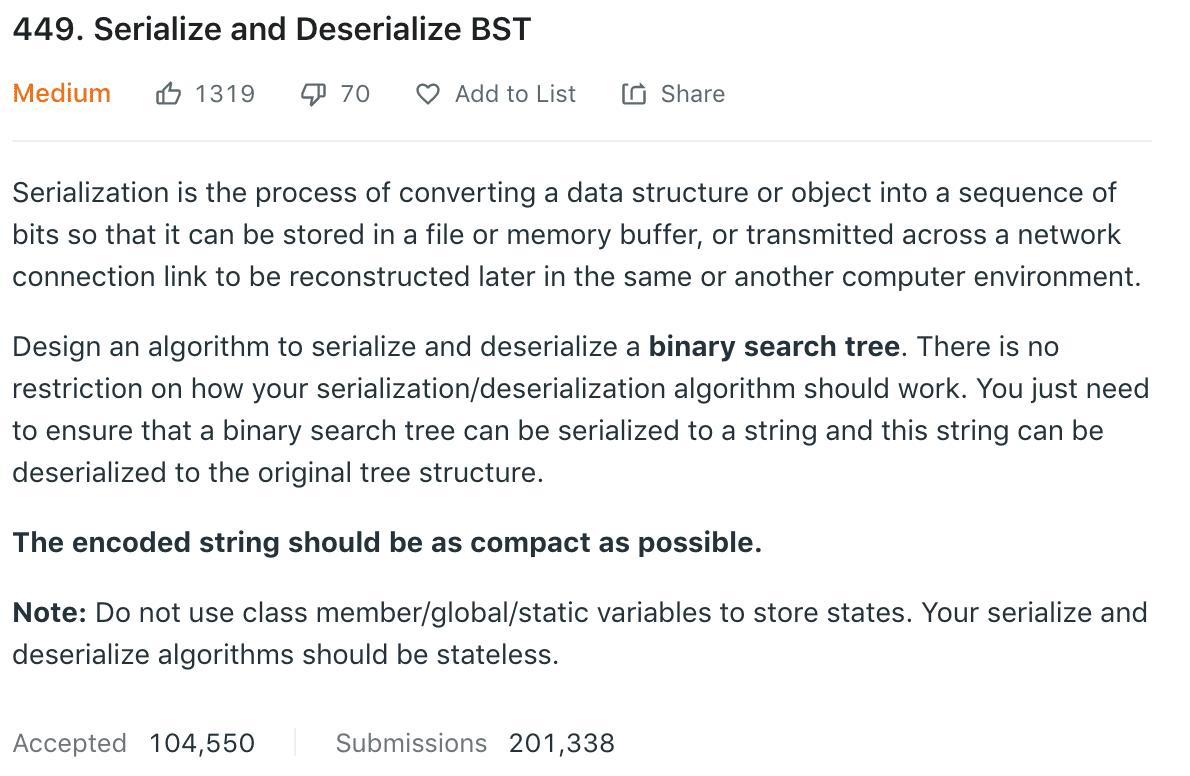 449. Serialize and Deserialize BST
Medium 1319 70 Add to List Share
Serialization is the process of converting a data structure or object into a sequence of
bits so that it can be stored in a file or memory buffer, or transmitted across a network
connection link to be reconstructed later in the same or another computer environment.
Design an algorithm to serialize and deserialize a binary search tree. There is no
restriction on how your serialization/deserialization algorithm should work. You just need
to ensure that a binary search tree can be serialized to a string and this string can be
deserialized to the original tree structure.
The encoded string should be as compact as possible.
Note: Do not use class member/global/static variables to store states. Your serialize and
deserialize algorithms should be stateless.
Accepted 104,550 Submissions 201,338